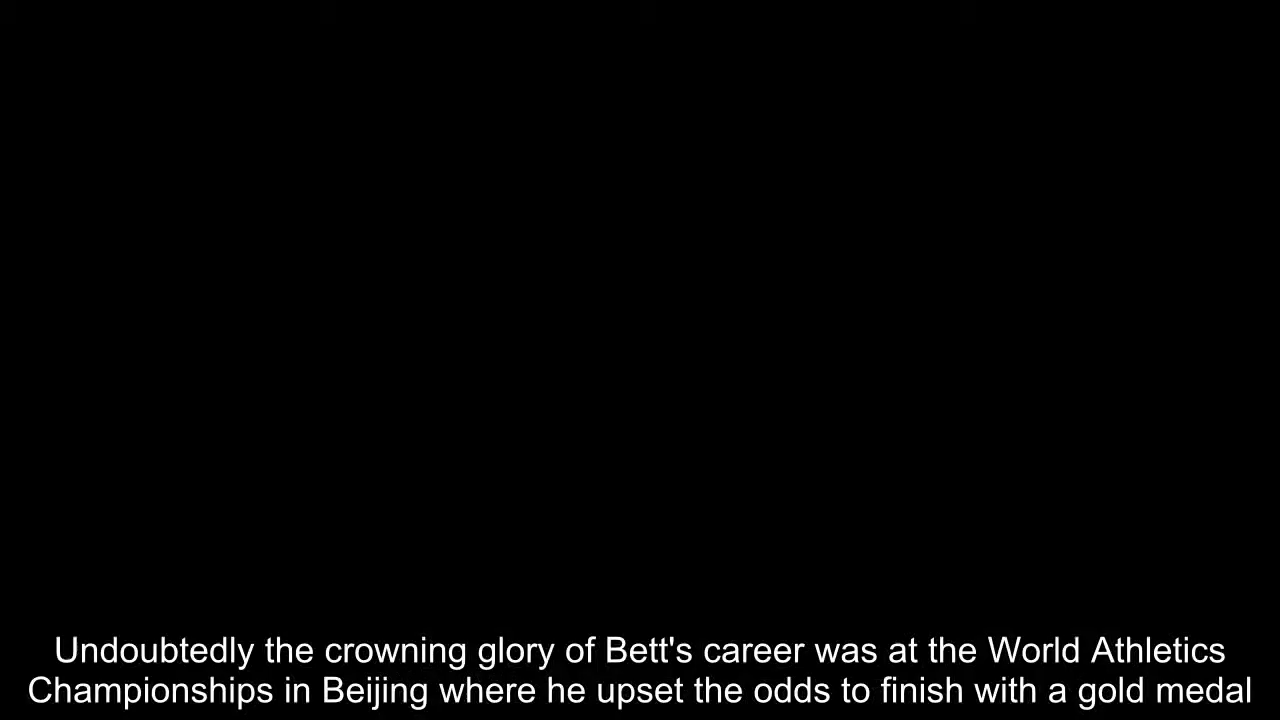 Undoubtedly the crowning glory of Bett's career was at the World Athletics
Championships in Beijing where he upset the odds to finish with a gold medal